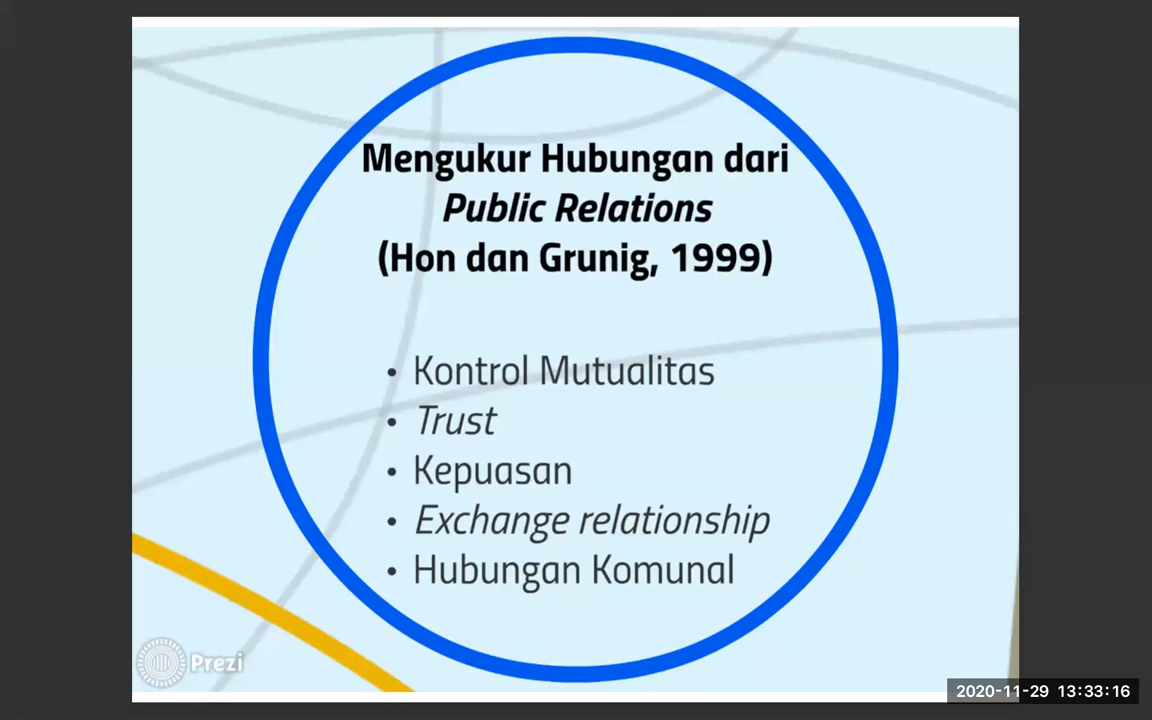 Mengukur Hubungan dari
Public Relations
(Hon dan Grunig, 1999)
• Kontrol Mutualitas
• Trust
• Kepuasan
• Exchange relationship
• Hubungan Komunal
Prezi
2020-11-29 13:33:16